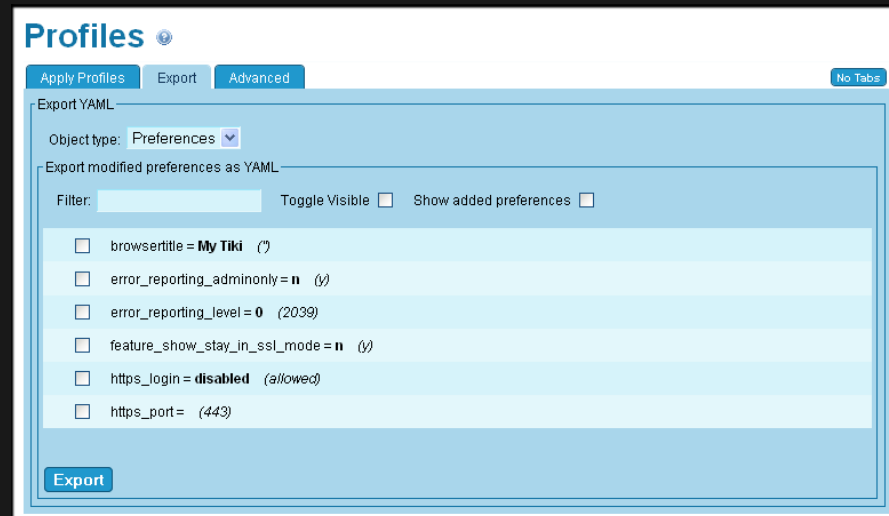 Profiles
Apply Profiles Export Advanced No Tabs
Export YAML
Object type: Preferences
Export modified preferences as YAML
Filter: Toggle Visible Show added preferences
browsertitle = My Tiki (")
error_reporting_adminonly = n (y)
error_reporting_level = 0 (2039)
feature_show_stay_in_ssl_mode = n (y)
https_login = disabled (allowed)
https_port = (443)
Export